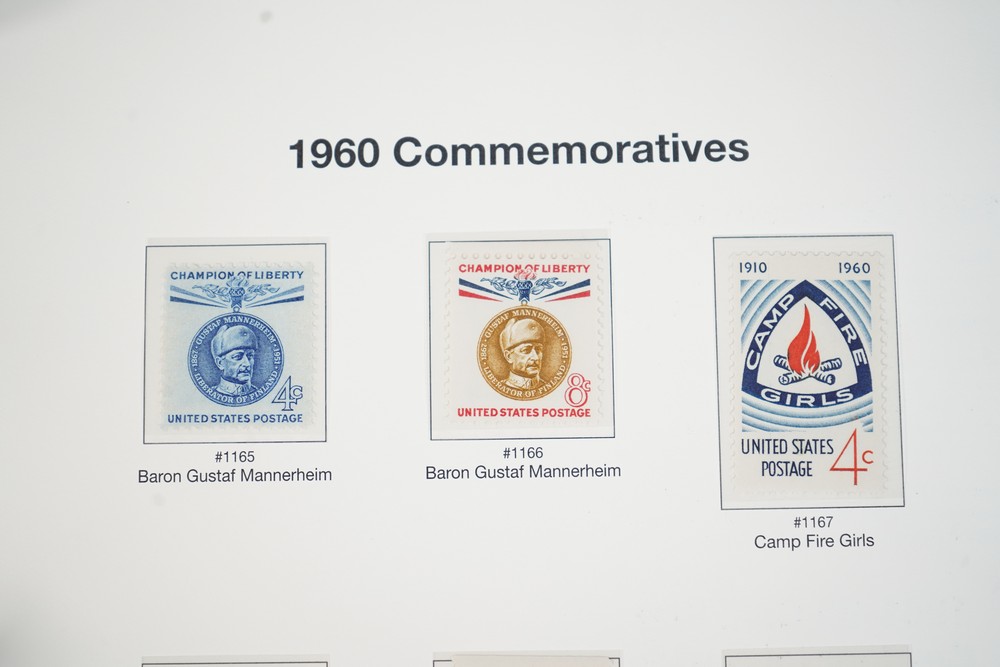 1960 Commemoratives
CHAMPION OF LIBERTY
GUSTAF MANNERHEIM
1867 1951
LIBERATOR OF FINLAND
4c
UNITED STATES POSTAGE
#1165
Baron Gustaf Mannerheim
CHAMPION OF LIBERTY
GUSTAF MANNERHEIM
1867 1951
LIBERATOR OF FINLAND
8c
UNITED STATES POSTAGE
#1166
Baron Gustaf Mannerheim
1910 1960
CAMP FIRE
GIRLS
UNITED STATES
POSTAGE 4c
#1167
Camp Fire Girls